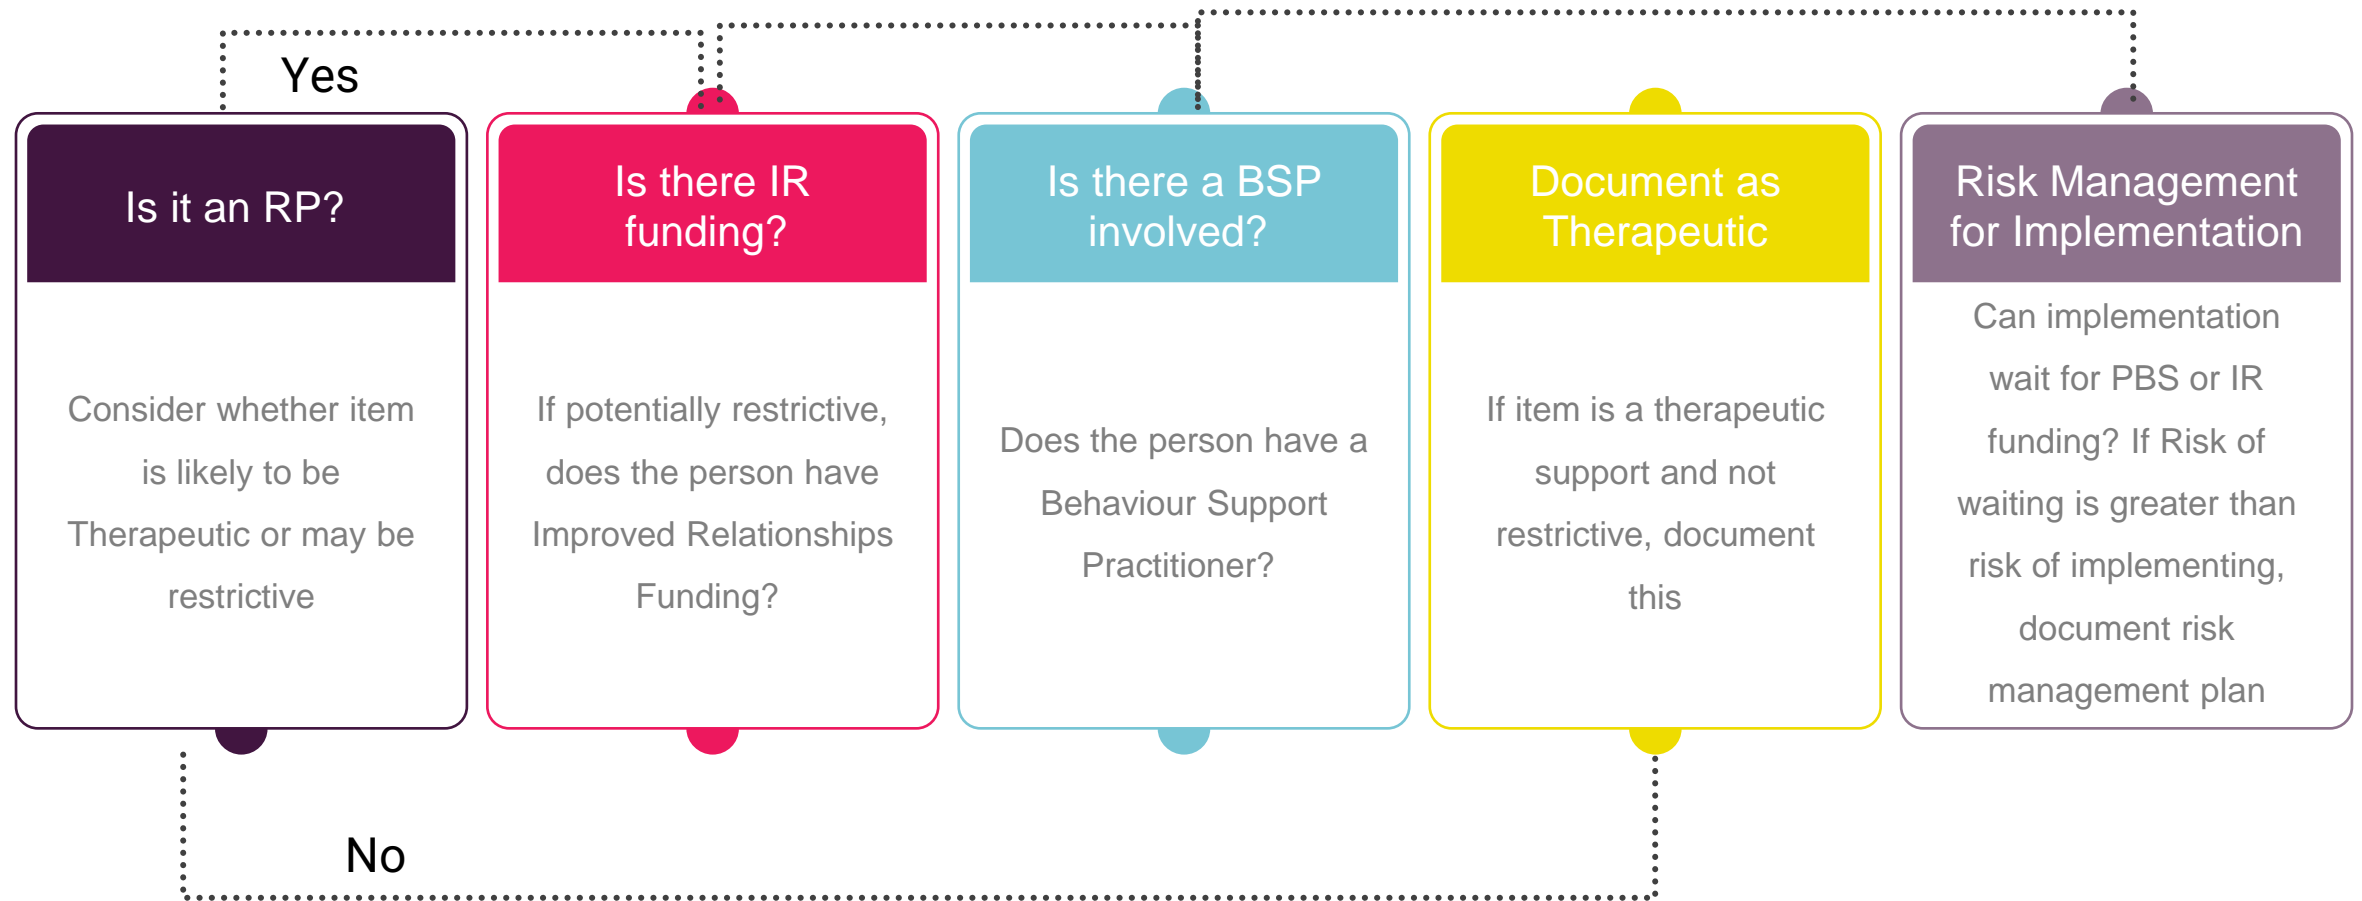 Yes
Is it an RP?
Consider whether item
is likely to be
Therapeutic or may be
restrictive
Is there IR
funding?
If potentially restrictive,
does the person have
Improved Relationships
Funding?
Is there a BSP
involved?
Does the person have a
Behaviour Support
Practitioner?
Document as
Therapeutic
If item is a therapeutic
support and not
restrictive, document
this
Risk Management
for Implementation
Can implementation
wait for PBS or IR
funding? If Risk of
waiting is greater than
risk of implementing,
document risk
management plan
No